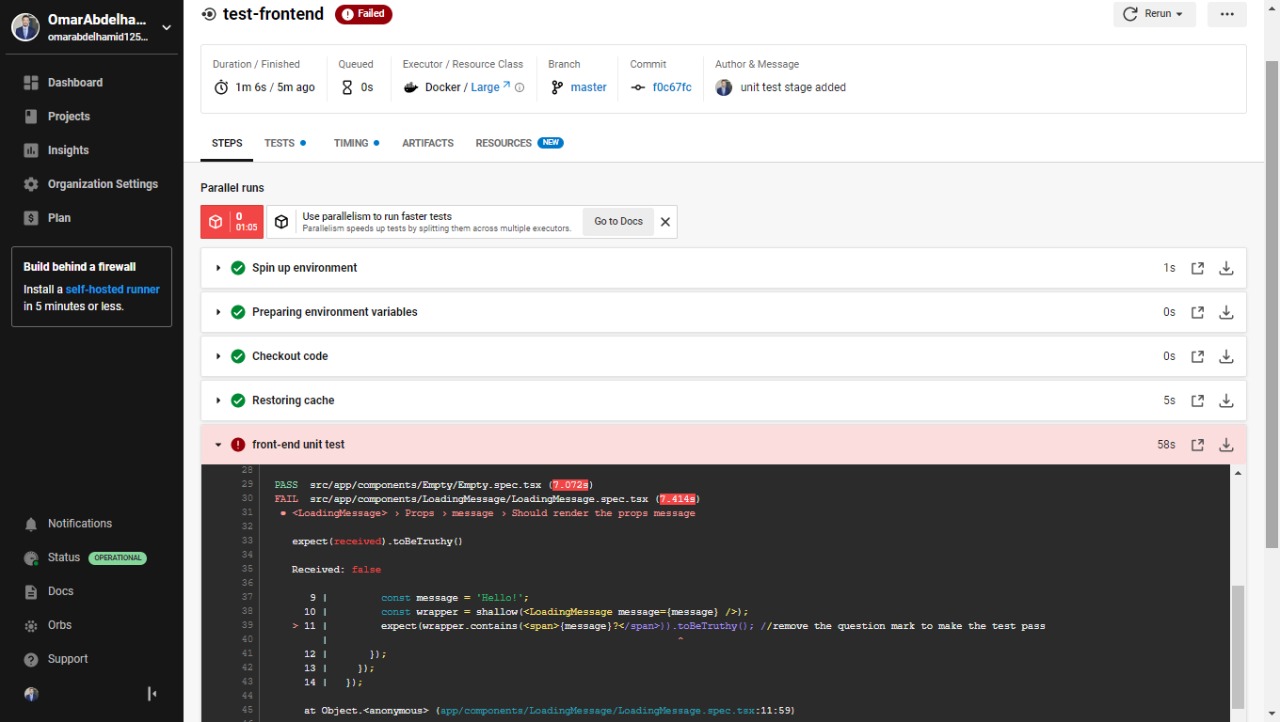 OmarAbdelha...
omarabdelhamid125...
Dashboard
Projects
Insights
Organization Settings
Plan
Build behind a firewall
Install a self-hosted runner
in 5 minutes or less.
Notifications
Status OPERATIONAL
Docs
Orbs
Support
test-frontend Failed
Rerun
Duration / Finished Queued Executor / Resource Class Branch Commit Author & Message
1m 6s / 5m ago 0s Docker / Large master f0c67fc unit test stage added
STEPS TESTS TIMING ARTIFACTS RESOURCES NEW
Parallel runs
0
01:05
Use parallelism to run faster tests
Parallelism speeds up tests by splitting them across multiple executors.
Go to Docs
Spin up environment 1s
Preparing environment variables 0s
Checkout code 0s
Restoring cache 5s
front-end unit test 58s
28
29 PASS src/app/components/Empty/Empty.spec.tsx (7.072s)
30 FAIL src/app/components/LoadingMessage/LoadingMessage.spec.tsx (7.414s)
31 ● <LoadingMessage> › Props › message › Should render the props message
32
33 expect(received).toBeTruthy()
34
35 Received: false
36
37 9 | const message = 'Hello!';
38 10 | const wrapper = shallow(<LoadingMessage message={message} />);
39 > 11 | expect(wrapper.contains(<span>{message}?</span>)).toBeTruthy(); //remove the question mark to make the test pass
40 | ^
41 12 | });
42 13 | });
43 14 | });
44
45 at Object.<anonymous> (app/components/LoadingMessage/LoadingMessage.spec.tsx:11:59)